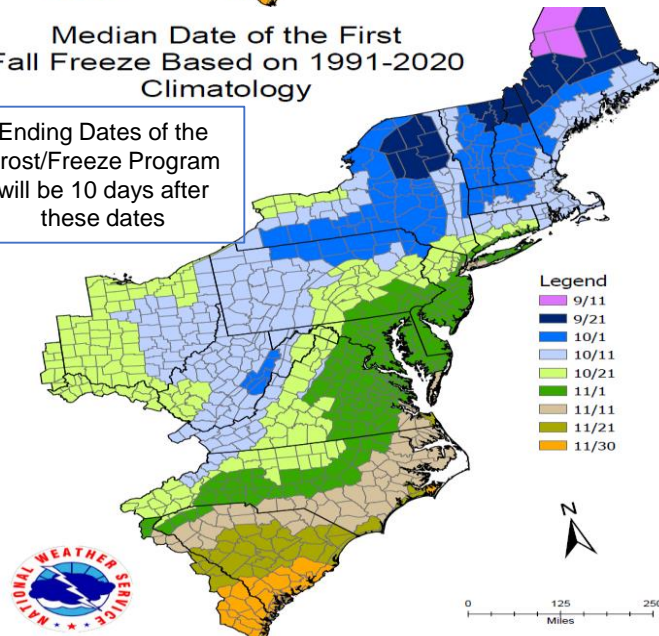 Median Date of the First
Fall Freeze Based on 1991-2020
Climatology
Ending Dates of the
Frost/Freeze Program
will be 10 days after
these dates
Legend
9/11
9/21
10/1
10/11
10/21
11/1
11/11
11/21
11/30
N
0 125 250
Miles
NATIONAL WEATHER SERVICE